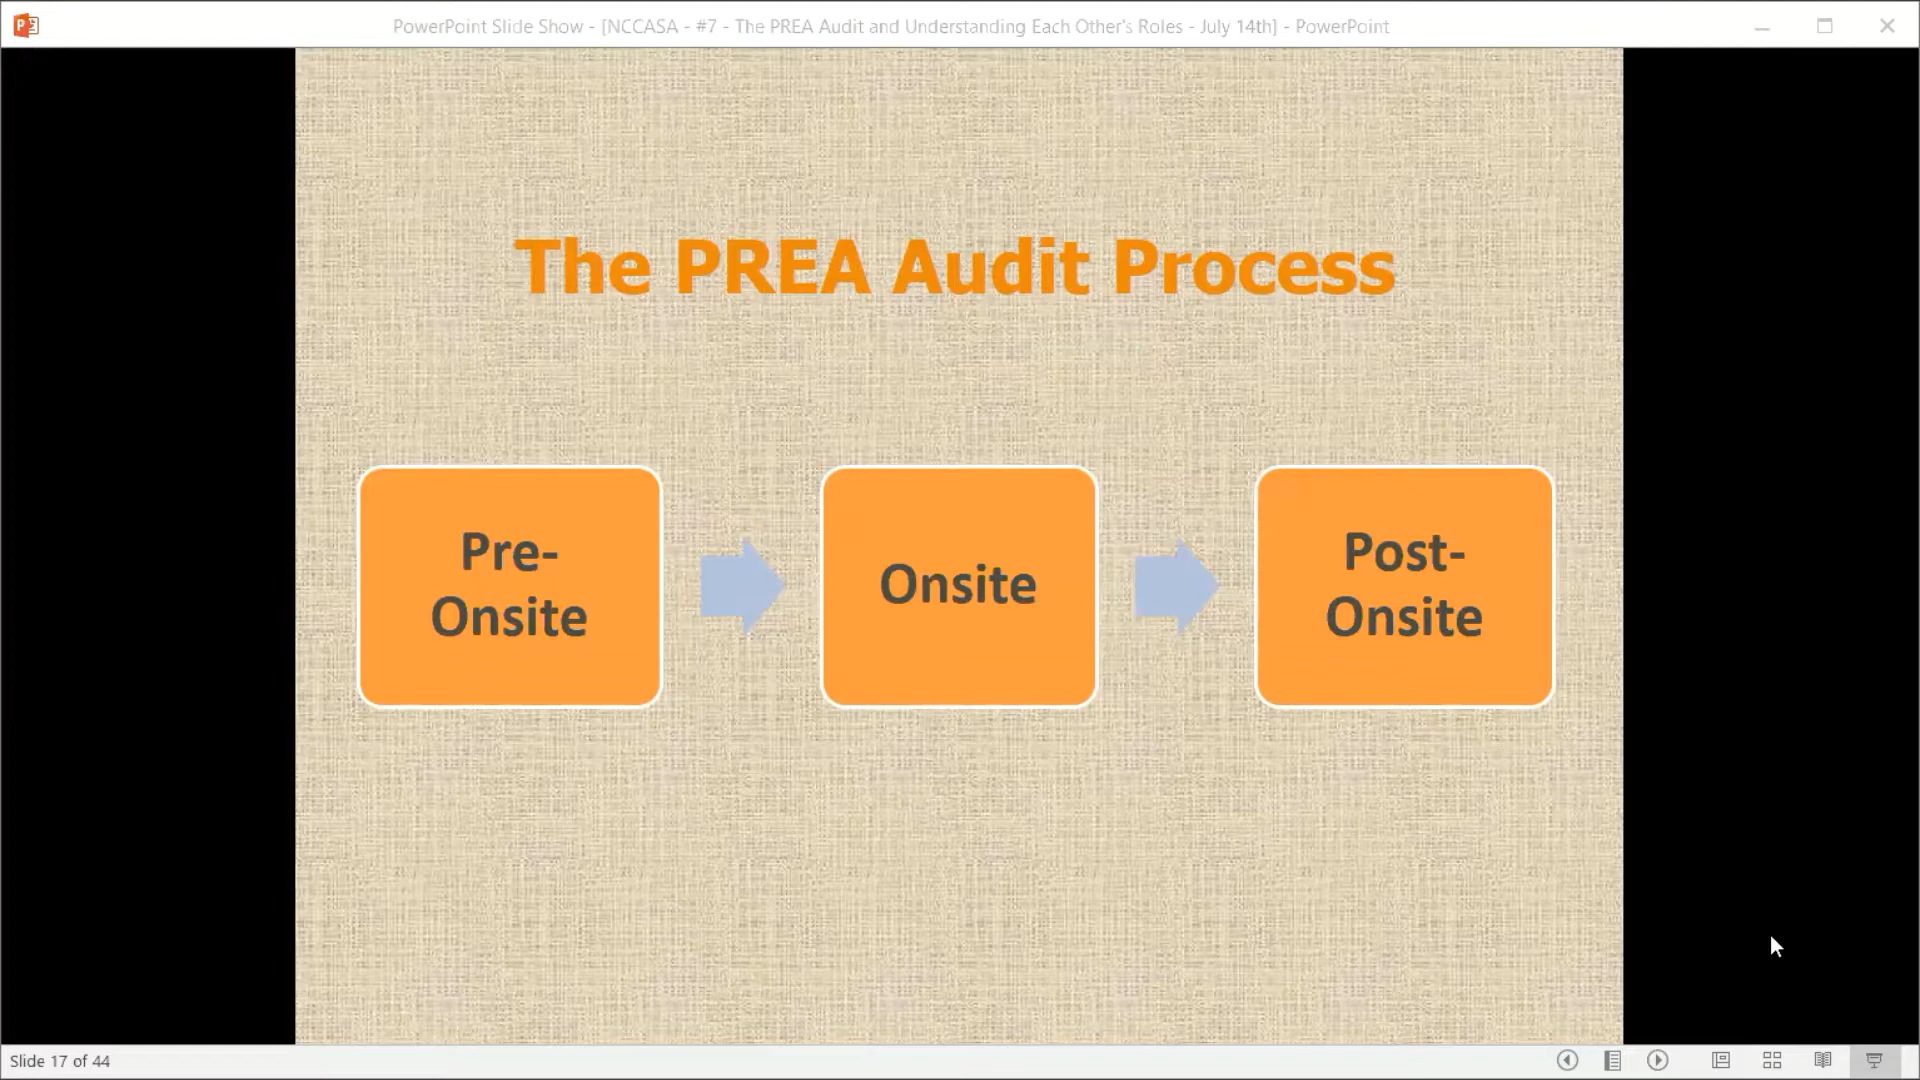 PowerPoint Slide Show - [NCCASA - #7 - The PREA Audit and Understanding Each Other's Roles - July 14th] - PowerPoint
The PREA Audit Process
Pre-
Onsite
Onsite
Post-
Onsite
Slide 17 of 44